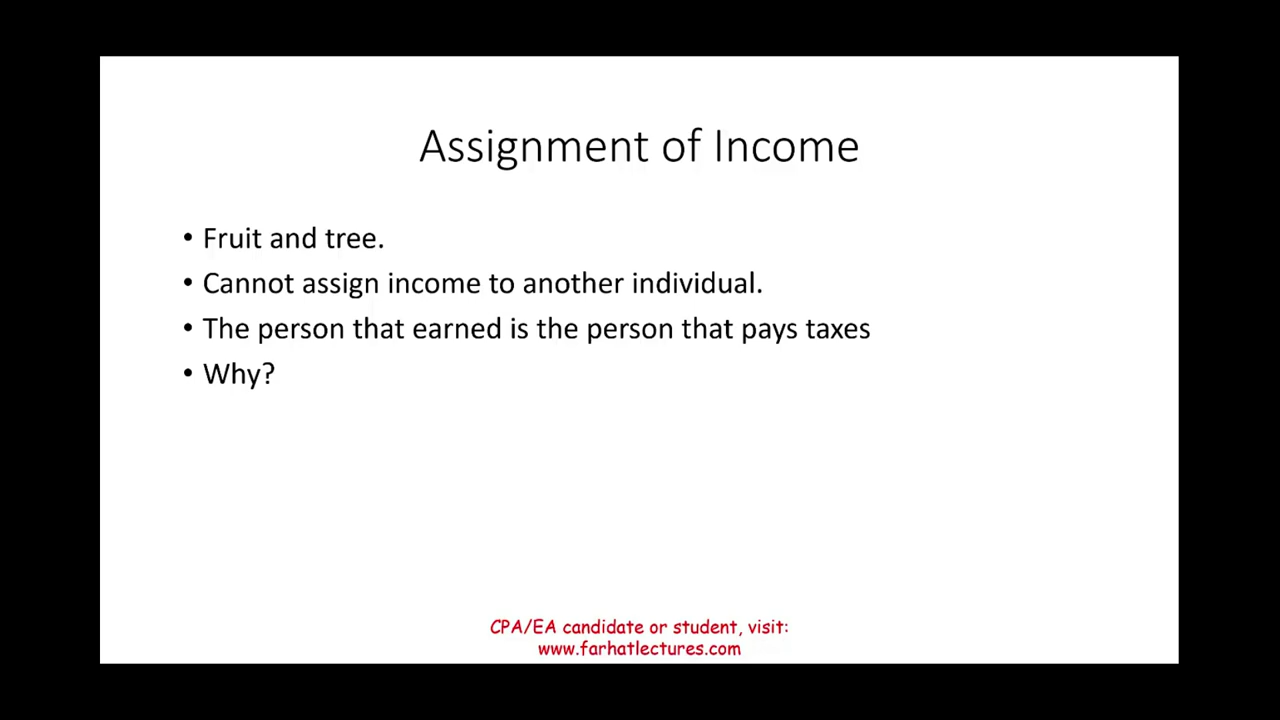 Assignment of Income
• Fruit and tree.
• Cannot assign income to another individual.
• The person that earned is the person that pays taxes
• Why?
CPA/EA candidate or student, visit:
www.farhatlectures.com